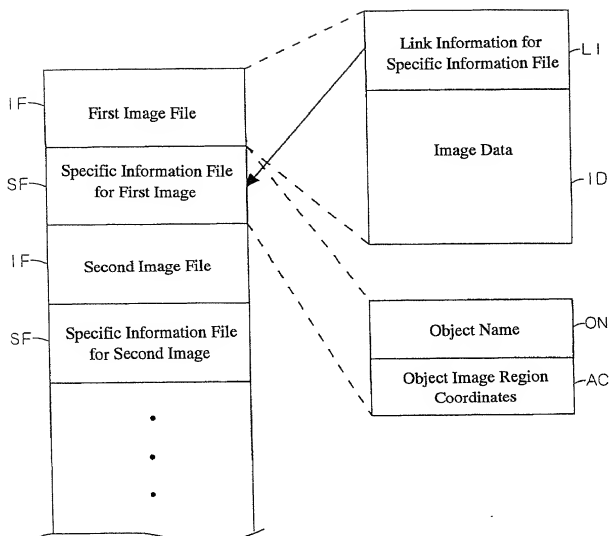 IF
First Image File
SF
Specific Information File
for First Image
IF
Second Image File
SF
Specific Information File
for Second Image
Link Information for
Specific Information File
LI
Image Data
ID
Object Name
ON
Object Image Region
Coordinates
AC